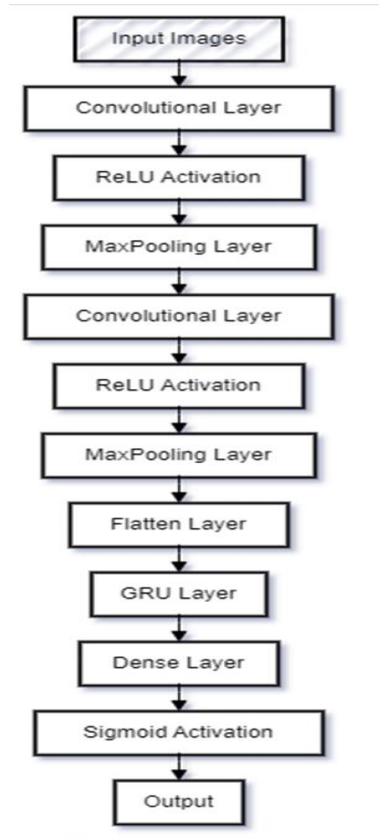 Input Images
Convolutional Layer
ReLU Activation
MaxPooling Layer
Convolutional Layer
ReLU Activation
MaxPooling Layer
Flatten Layer
GRU Layer
Dense Layer
Sigmoid Activation
Output